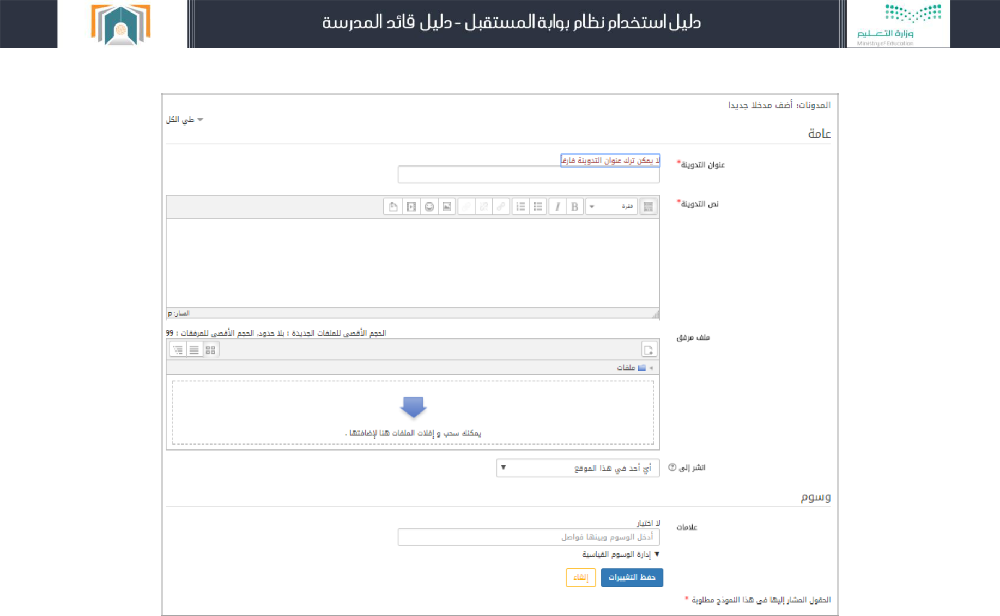 دليل استخدام نظام بوابة المستقبل - دليل قائد المدرسة
وزارة التعليم
Ministry of Education
المدونات: أضف مدخلا جديدا
طي الكل
عامة
عنوان التدوينة*
لا يمكن ترك عنوان التدوينة فارغاً
نص التدوينة*
فقرة
B I
المسار: p
ملف مرفق
الحجم الأقصى للملفات الجديدة : بلا حدود, الحجم الأقصى للمرفقات : 99
ملفات
يمكنك سحب و إفلات الملفات هنا لإضافتها .
انشر إلى
أيّ أحد في هذا الموقع
وسوم
علامات
لا اختيار
أدخل الوسوم وبينها فواصل
إدارة الوسوم القياسية
حفظ التغييرات
إلغاء
الحقول المشار إليها في هذا النموذج مطلوبة *